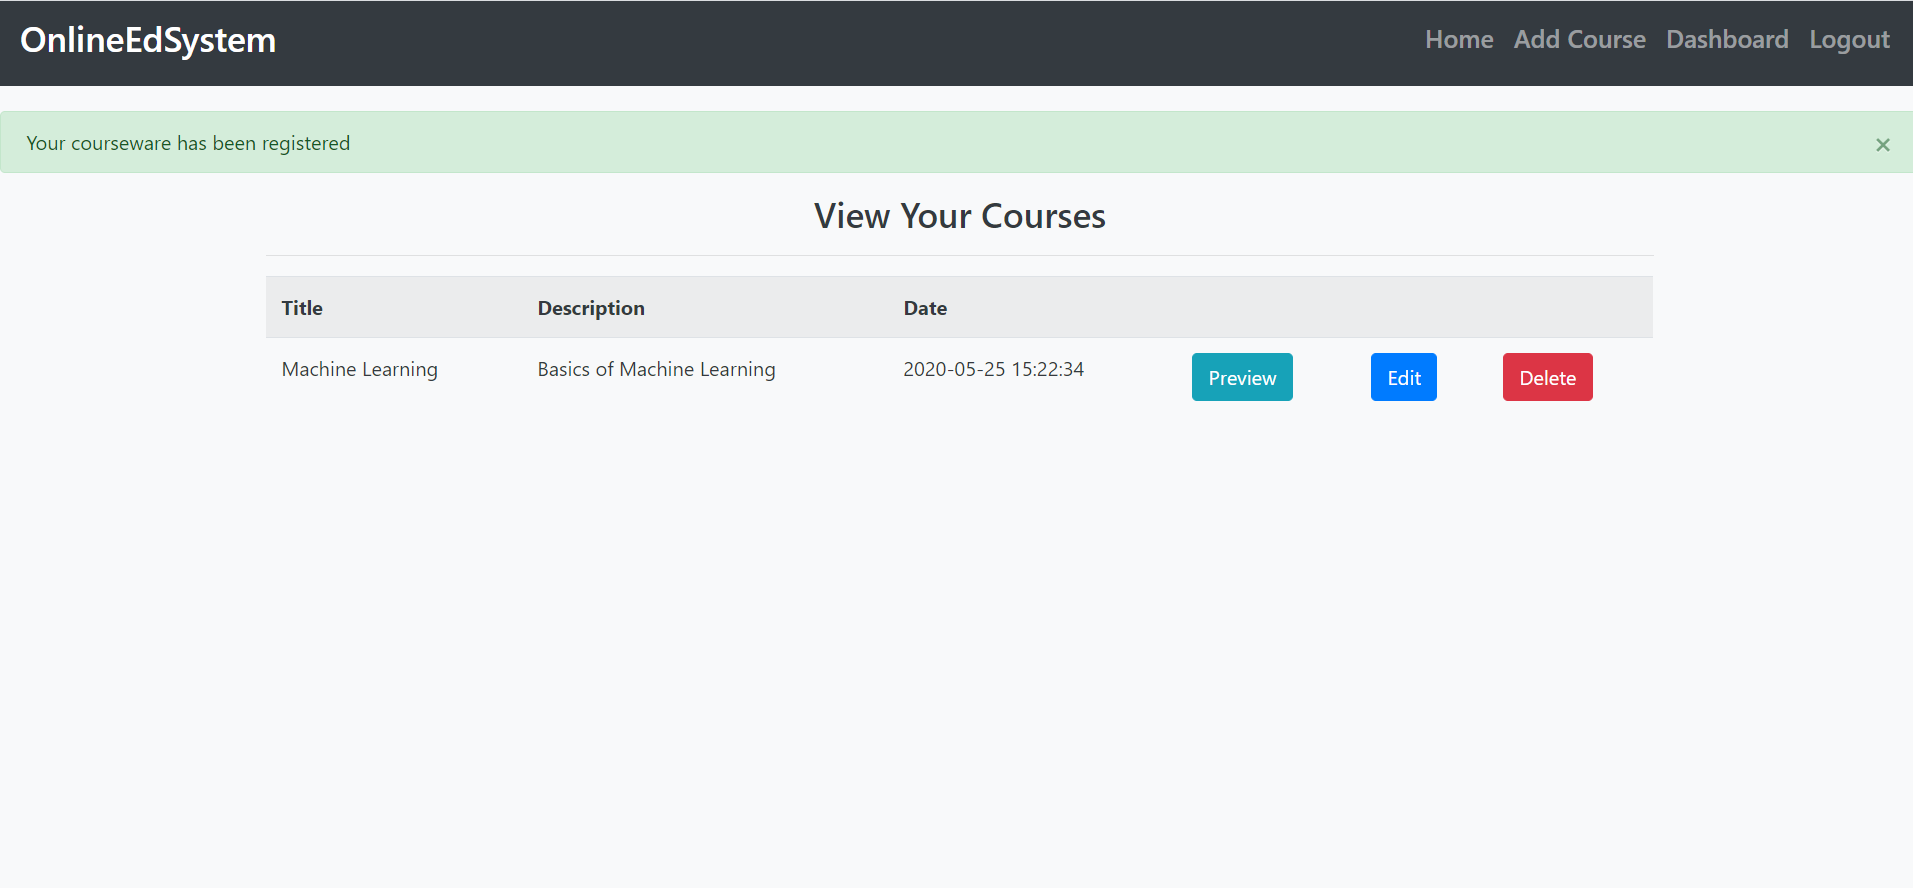 OnlineEdSystem Home Add Course Dashboard Logout
Your courseware has been registered ×
View Your Courses
Title Description Date
Machine Learning Basics of Machine Learning 2020-05-25 15:22:34 Preview Edit Delete